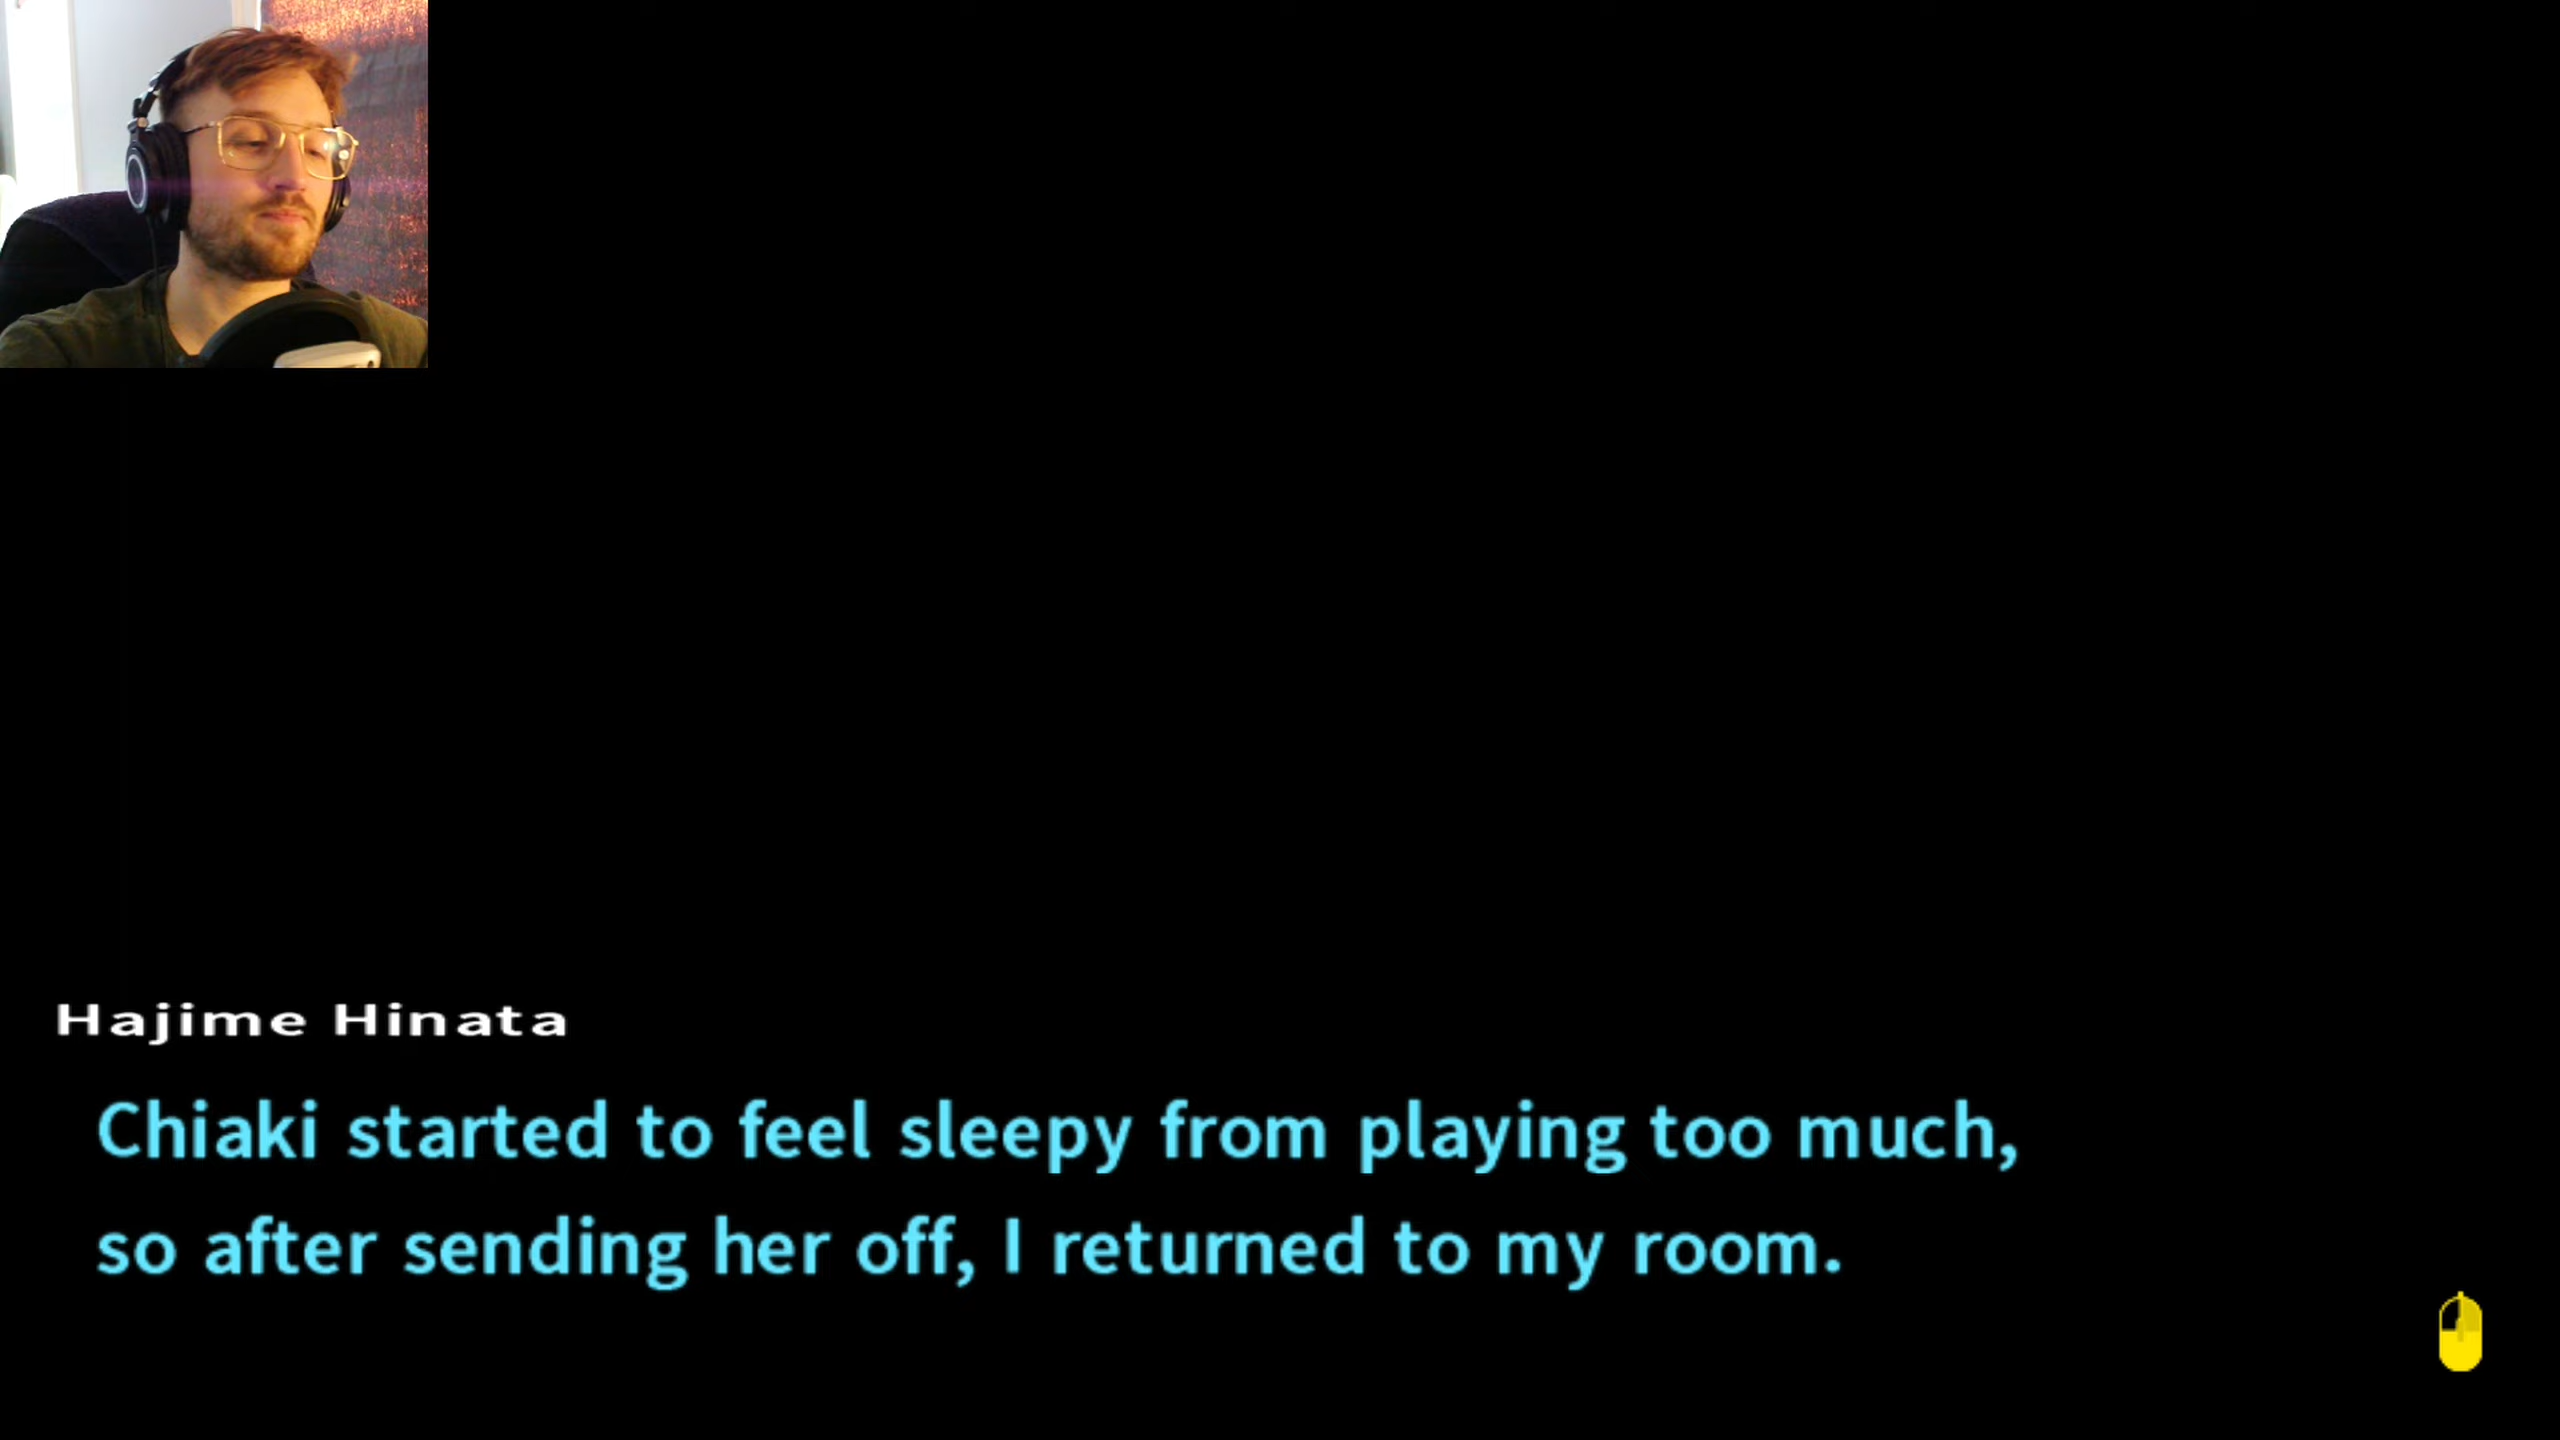 Hajime Hinata
Chiaki started to feel sleepy from playing too much,
so after sending her off, I returned to my room.